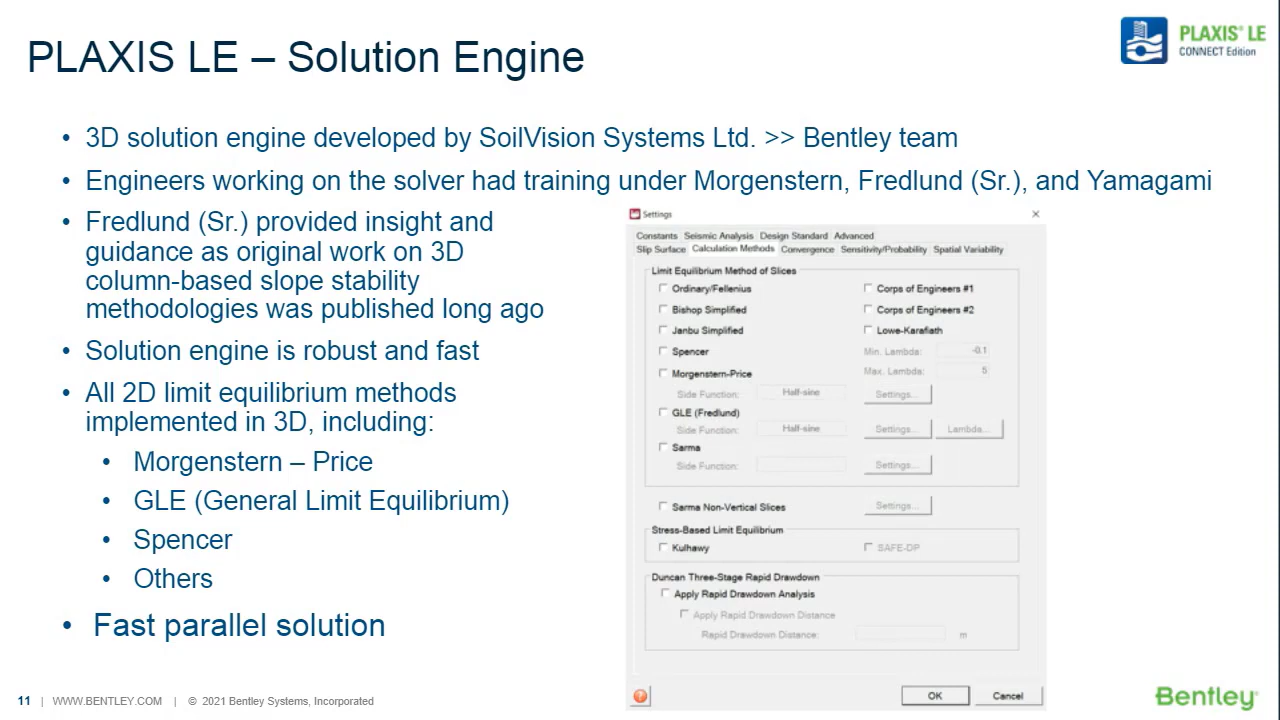 PLAXIS LE – Solution Engine
PLAXIS® LE
CONNECT Edition
• 3D solution engine developed by SoilVision Systems Ltd. >> Bentley team
• Engineers working on the solver had training under Morgenstern, Fredlund (Sr.), and Yamagami
• Fredlund (Sr.) provided insight and
guidance as original work on 3D
column-based slope stability
methodologies was published long ago
• Solution engine is robust and fast
• All 2D limit equilibrium methods
implemented in 3D, including:
• Morgenstern – Price
• GLE (General Limit Equilibrium)
• Spencer
• Others
• Fast parallel solution
Settings
Constants Seismic Analysis Design Standard Advanced
Slip Surface Calculation Methods Convergence Sensitivity/Probability Spatial Variability
Limit Equilibrium Method of Slices
Ordinary/Fellenius Corps of Engineers #1
Bishop Simplified Corps of Engineers #2
Janbu Simplified Lowe-Karafiath
Spencer Min. Lambda: -0.1
Morgenstern-Price Max. Lambda: 5
Side Function: Half-sine Settings...
GLE (Fredlund)
Side Function: Half-sine Settings... Lambda...
Sarma
Side Function: Settings...
Sarma Non-Vertical Slices Settings...
Stress-Based Limit Equilibrium
Kulhawy SAFE-DP
Duncan Three-Stage Rapid Drawdown
Apply Rapid Drawdown Analysis
Apply Rapid Drawdown Distance
Rapid Drawdown Distance: m
OK Cancel
11 | WWW.BENTLEY.COM | © 2021 Bentley Systems, Incorporated
Bentley